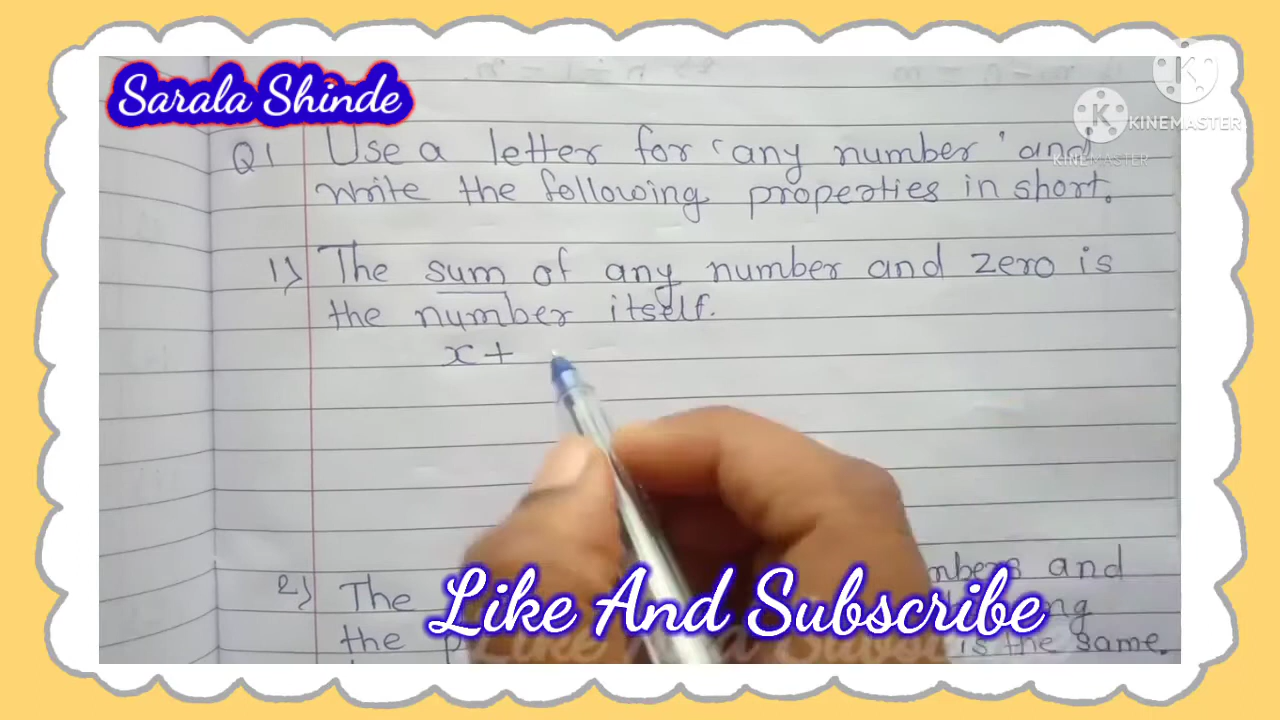 Sarala Shinde
KINEMASTER
KINEMASTER
Q1 Use a letter for 'any number' and
write the following properties in short.
1) The sum of any number and zero is
the number itself.
x +
2) The mbers and
the p is the same.
Like And Subscribe